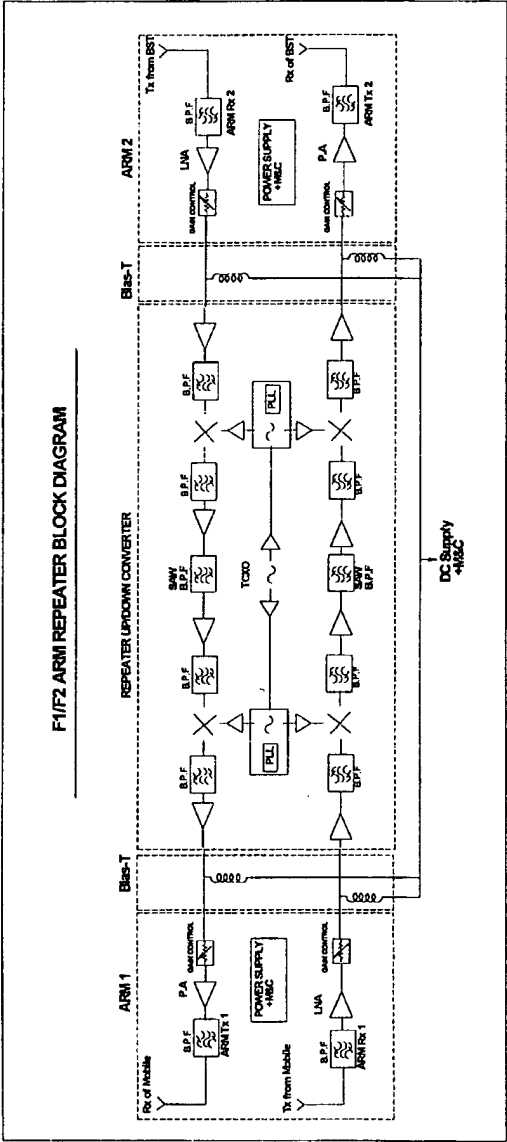 F1/F2 ARM REPEATER BLOCK DIAGRAM
ARM 1
Bias-T
REPEATER UP/DOWN CONVERTER
Bias-T
ARM 2
Rx of Mobile
B.P.F
ARM Tx 1
P.A
GAIN CONTROL
B.P.F
B.P.F
SAW
B.P.F
B.P.F
B.P.F
GAIN CONTROL
LNA
B.P.F
ARM Rx 2
Tx from BST
POWER SUPPLY
+M&C
PLL
TCXO
PLL
POWER SUPPLY
+M&C
Tx from Mobile
B.P.F
ARM Rx 1
LNA
GAIN CONTROL
B.P.F
B.P.F
SAW
B.P.F
B.P.F
B.P.F
GAIN CONTROL
P.A
B.P.F
ARM Tx 2
Rx of BST
DC Supply
+M&C